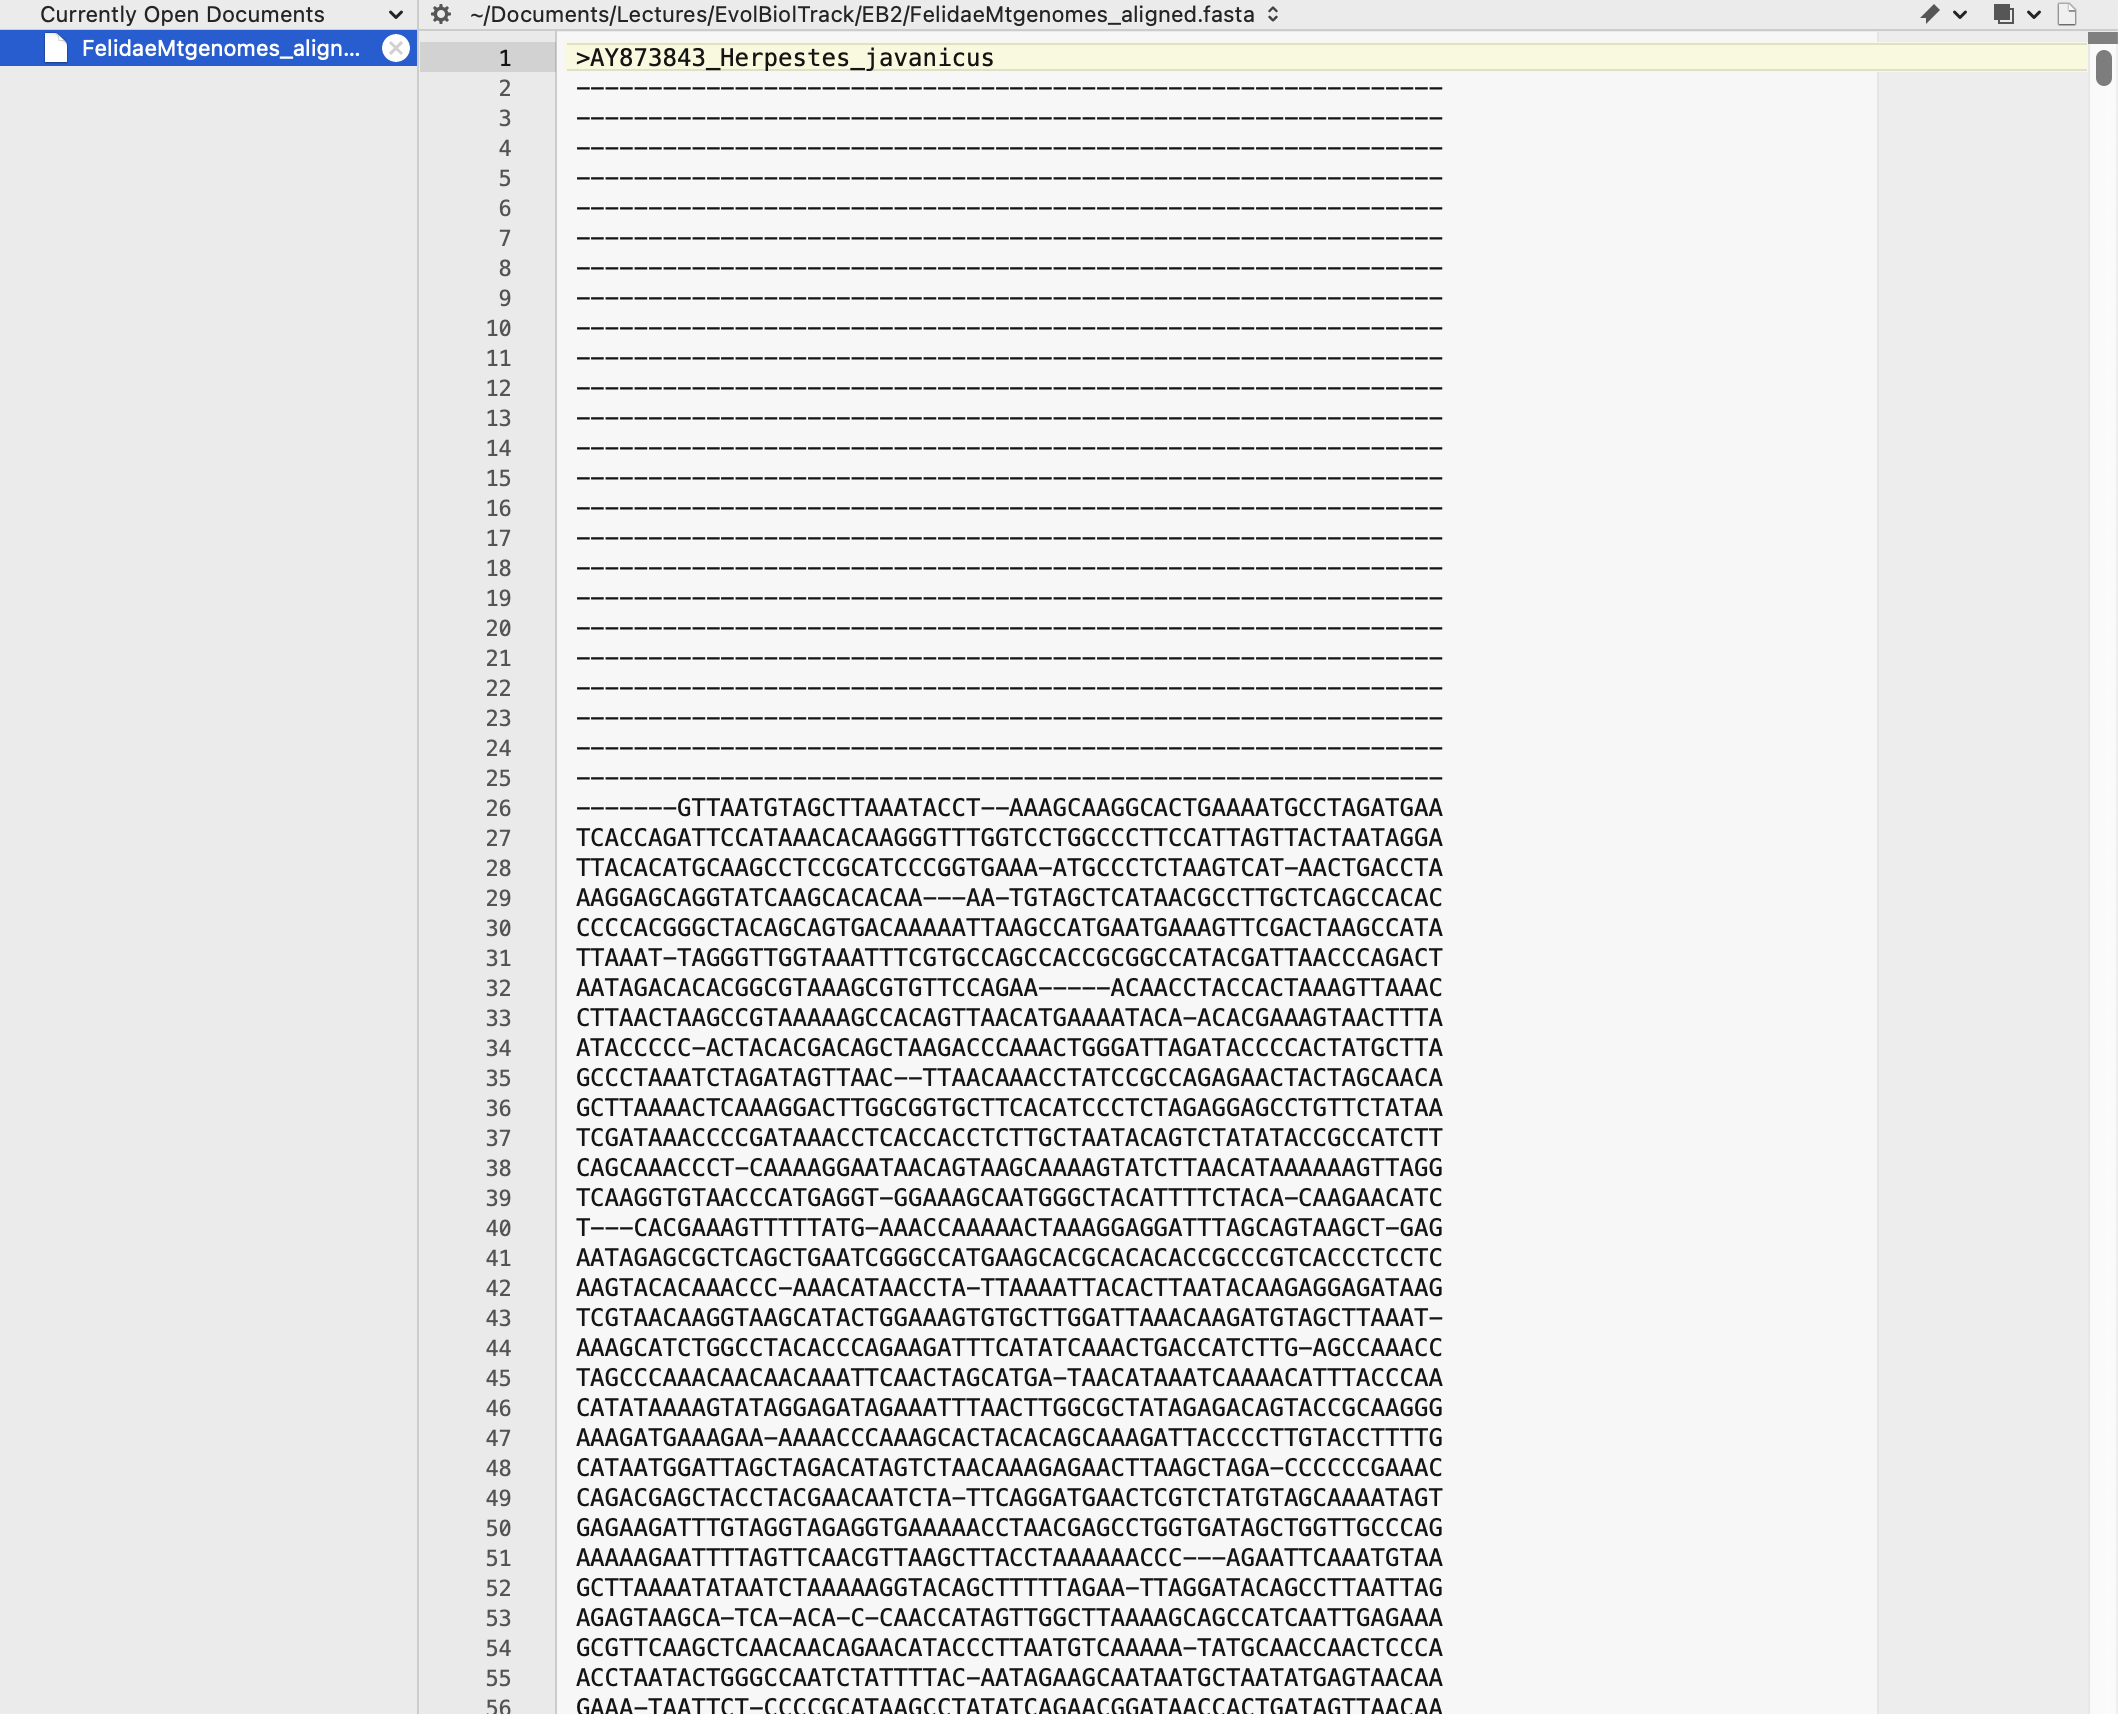 Currently Open Documents
~/Documents/Lectures/EvolBiolTrack/EB2/FelidaeMtgenomes_aligned.fasta
FelidaeMtgenomes_align...
1 >AY873843_Herpestes_javanicus
2 ------------------------------------------------------------
3 ------------------------------------------------------------
4 ------------------------------------------------------------
5 ------------------------------------------------------------
6 ------------------------------------------------------------
7 ------------------------------------------------------------
8 ------------------------------------------------------------
9 ------------------------------------------------------------
10 ------------------------------------------------------------
11 ------------------------------------------------------------
12 ------------------------------------------------------------
13 ------------------------------------------------------------
14 ------------------------------------------------------------
15 ------------------------------------------------------------
16 ------------------------------------------------------------
17 ------------------------------------------------------------
18 ------------------------------------------------------------
19 ------------------------------------------------------------
20 ------------------------------------------------------------
21 ------------------------------------------------------------
22 ------------------------------------------------------------
23 ------------------------------------------------------------
24 ------------------------------------------------------------
25 ------------------------------------------------------------
26 -------GTTAATGTAGCTTAAATACCT--AAAGCAAGGCACTGAAAATGCCTAGATGAA
27 TCACCAGATTCCATAAACACAAGGGTTTGGTCCTGGCCCTTCCATTAGTTACTAATAGGA
28 TTACACATGCAAGCCTCCGCATCCCGGTGAAA-ATGCCCTCTAAGTCAT-AACTGACCTA
29 AAGGAGCAGGTATCAAGCACACAA---AA-TGTAGCTCATAACGCCTTGCTCAGCCACAC
30 CCCCACGGGCTACAGCAGTGACAAAAATTAAGCCATGAATGAAAGTTCGACTAAGCCATA
31 TTAAAT-TAGGGTTGGTAAATTTCGTGCCAGCCACCGCGGCCATACGATTAACCCAGACT
32 AATAGACACACGGCGTAAAGCGTGTTCCAGAA-----ACAACCTACCACTAAAGTTAAAC
33 CTTAACTAAGCCGTAAAAAGCCACAGTTAACATGAAAATACA-ACACGAAAGTAACTTTA
34 ATACCCCC-ACTACACGACAGCTAAGACCCAAACTGGGATTAGATACCCCACTATGCTTA
35 GCCCTAAATCTAGATAGTTAAC--TTAACAAACCTATCCGCCAGAGAACTACTAGCAACA
36 GCTTAAAACTCAAAGGACTTGGCGGTGCTTCACATCCCTCTAGAGGAGCCTGTTCTATAA
37 TCGATAAACCCCGATAAACCTCACCACCTCTTGCTAATACAGTCTATATACCGCCATCTT
38 CAGCAAACCCT-CAAAAGGAATAACAGTAAGCAAAAGTATCTTAACATAAAAAAGTTAGG
39 TCAAGGTGTAACCCATGAGGT-GGAAAGCAATGGGCTACATTTTCTACA-CAAGAACATC
40 T---CACGAAAGTTTTTATG-AAACCAAAAACTAAAGGAGGATTTAGCAGTAAGCT-GAG
41 AATAGAGCGCTCAGCTGAATCGGGCCATGAAGCACGCACACACCGCCCGTCACCCTCCTC
42 AAGTACACAAACCC-AAACATAACCTA-TTAAAATTACACTTAATACAAGAGGAGATAAG
43 TCGTAACAAGGTAAGCATACTGGAAAGTGTGCTTGGATTAAACAAGATGTAGCTTAAAT-
44 AAAGCATCTGGCCTACACCCAGAAGATTTCATATCAAACTGACCATCTTG-AGCCAAACC
45 TAGCCCAAACAACAACAAATTCAACTAGCATGA-TAACATAAATCAAAACATTTACCCAA
46 CATATAAAAGTATAGGAGATAGAAATTTAACTTGGCGCTATAGAGACAGTACCGCAAGGG
47 AAAGATGAAAGAA-AAAACCCAAAGCACTACACAGCAAAGATTACCCCTTGTACCTTTTG
48 CATAATGGATTAGCTAGACATAGTCTAACAAAGAGAACTTAAGCTAGA-CCCCCCGAAAC
49 CAGACGAGCTACCTACGAACAATCTA-TTCAGGATGAACTCGTCTATGTAGCAAAATAGT
50 GAGAAGATTTGTAGGTAGAGGTGAAAAACCTAACGAGCCTGGTGATAGCTGGTTGCCCAG
51 AAAAAGAATTTTAGTTCAACGTTAAGCTTACCTAAAAAACCC---AGAATTCAAATGTAA
52 GCTTAAAATATAATCTAAAAAGGTACAGCTTTTTAGAA-TTAGGATACAGCCTTAATTAG
53 AGAGTAAGCA-TCA-ACA-C-CAACCATAGTTGGCTTAAAAGCAGCCATCAATTGAGAAA
54 GCGTTCAAGCTCAACAACAGAACATACCCTTAATGTCAAAAA-TATGCAACCAACTCCCA
55 ACCTAATACTGGGCCAATCTATTTTAC-AATAGAAGCAATAATGCTAATATGAGTAACAA
56 GAAA-TAATTCT-CCCCGCATAAGCCTATATCAGAACGGATAACCACTGATAGTTAACAA